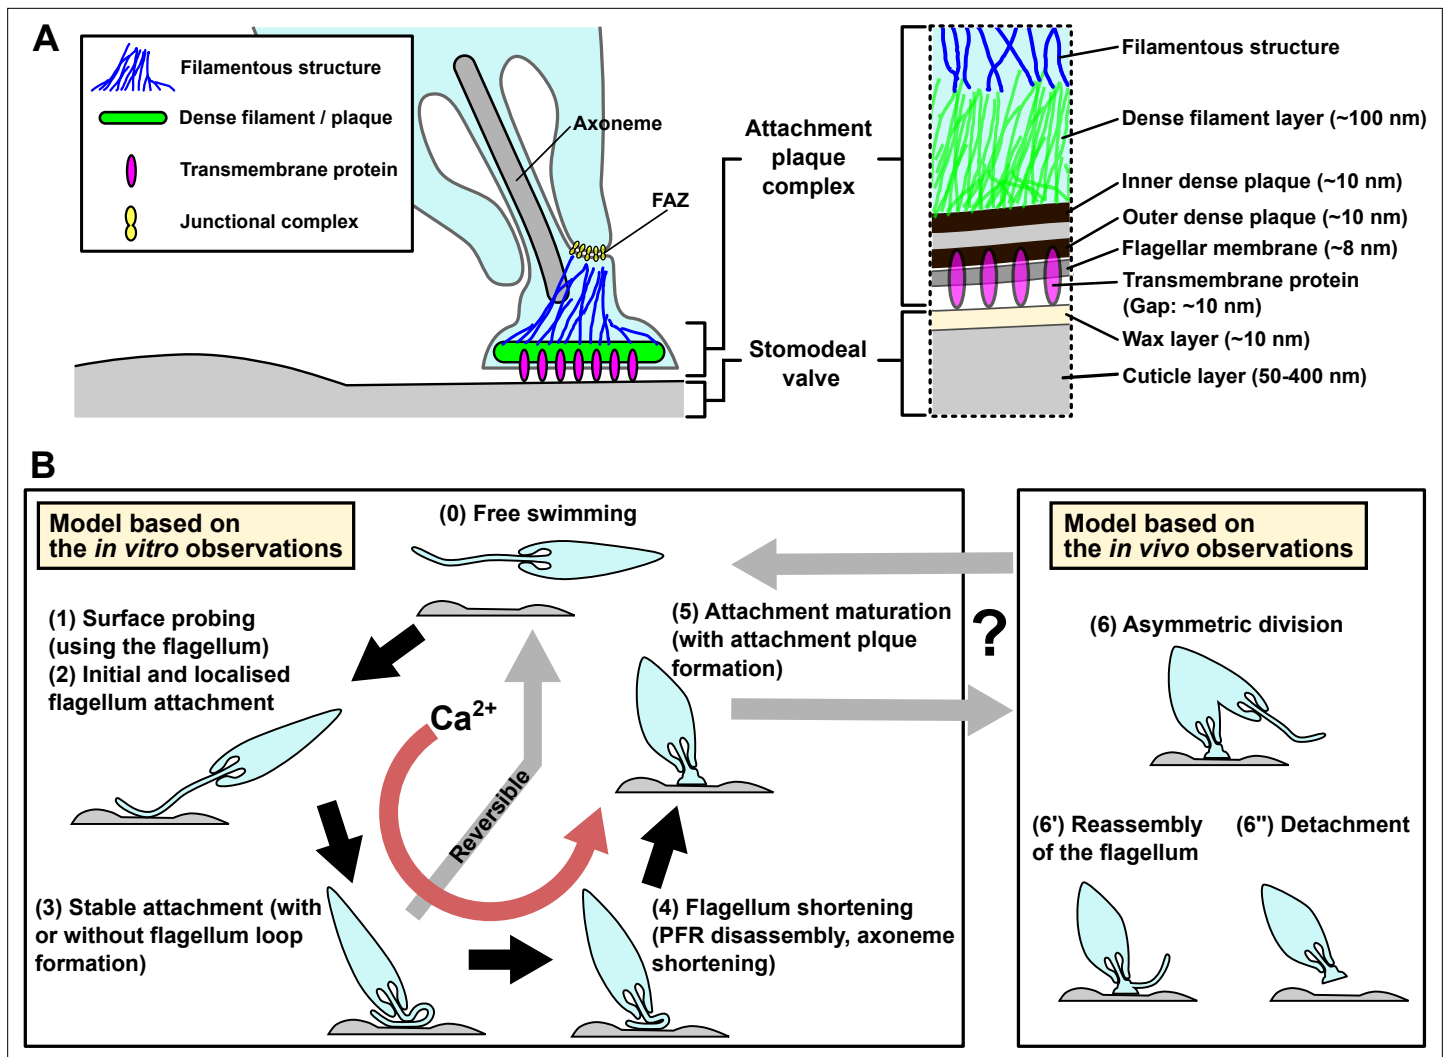 A
Filamentous structure
Dense filament / plaque
Transmembrane protein
Junctional complex
Axoneme
FAZ
Attachment
plaque
complex
Stomodeal
valve
Filamentous structure
Dense filament layer (~100 nm)
Inner dense plaque (~10 nm)
Outer dense plaque (~10 nm)
Flagellar membrane (~8 nm)
Transmembrane protein
(Gap: ~10 nm)
Wax layer (~10 nm)
Cuticle layer (50-400 nm)
B
Model based on
the in vitro observations
(0) Free swimming
(1) Surface probing
(using the flagellum)
(2) Initial and localised
flagellum attachment
(3) Stable attachment (with
or without flagellum loop
formation)
Ca2+
Reversible
(4) Flagellum shortening
(PFR disassembly, axoneme
shortening)
(5) Attachment maturation
(with attachment plque
formation)
?
Model based on
the in vivo observations
(6) Asymmetric division
(6') Reassembly
of the flagellum
(6'') Detachment